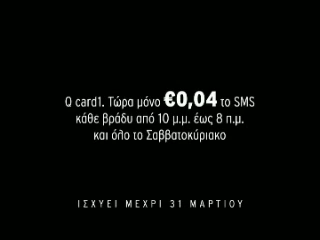 Q card1. Τώρα μόνο €0,04 το SMS
κάθε βράδυ από 10 μ.μ. έως 8 π.μ.
και όλο το Σαββατοκύριακο
ΙΣΧΥΕΙ ΜΕΧΡΙ 31 ΜΑΡΤΙΟΥ